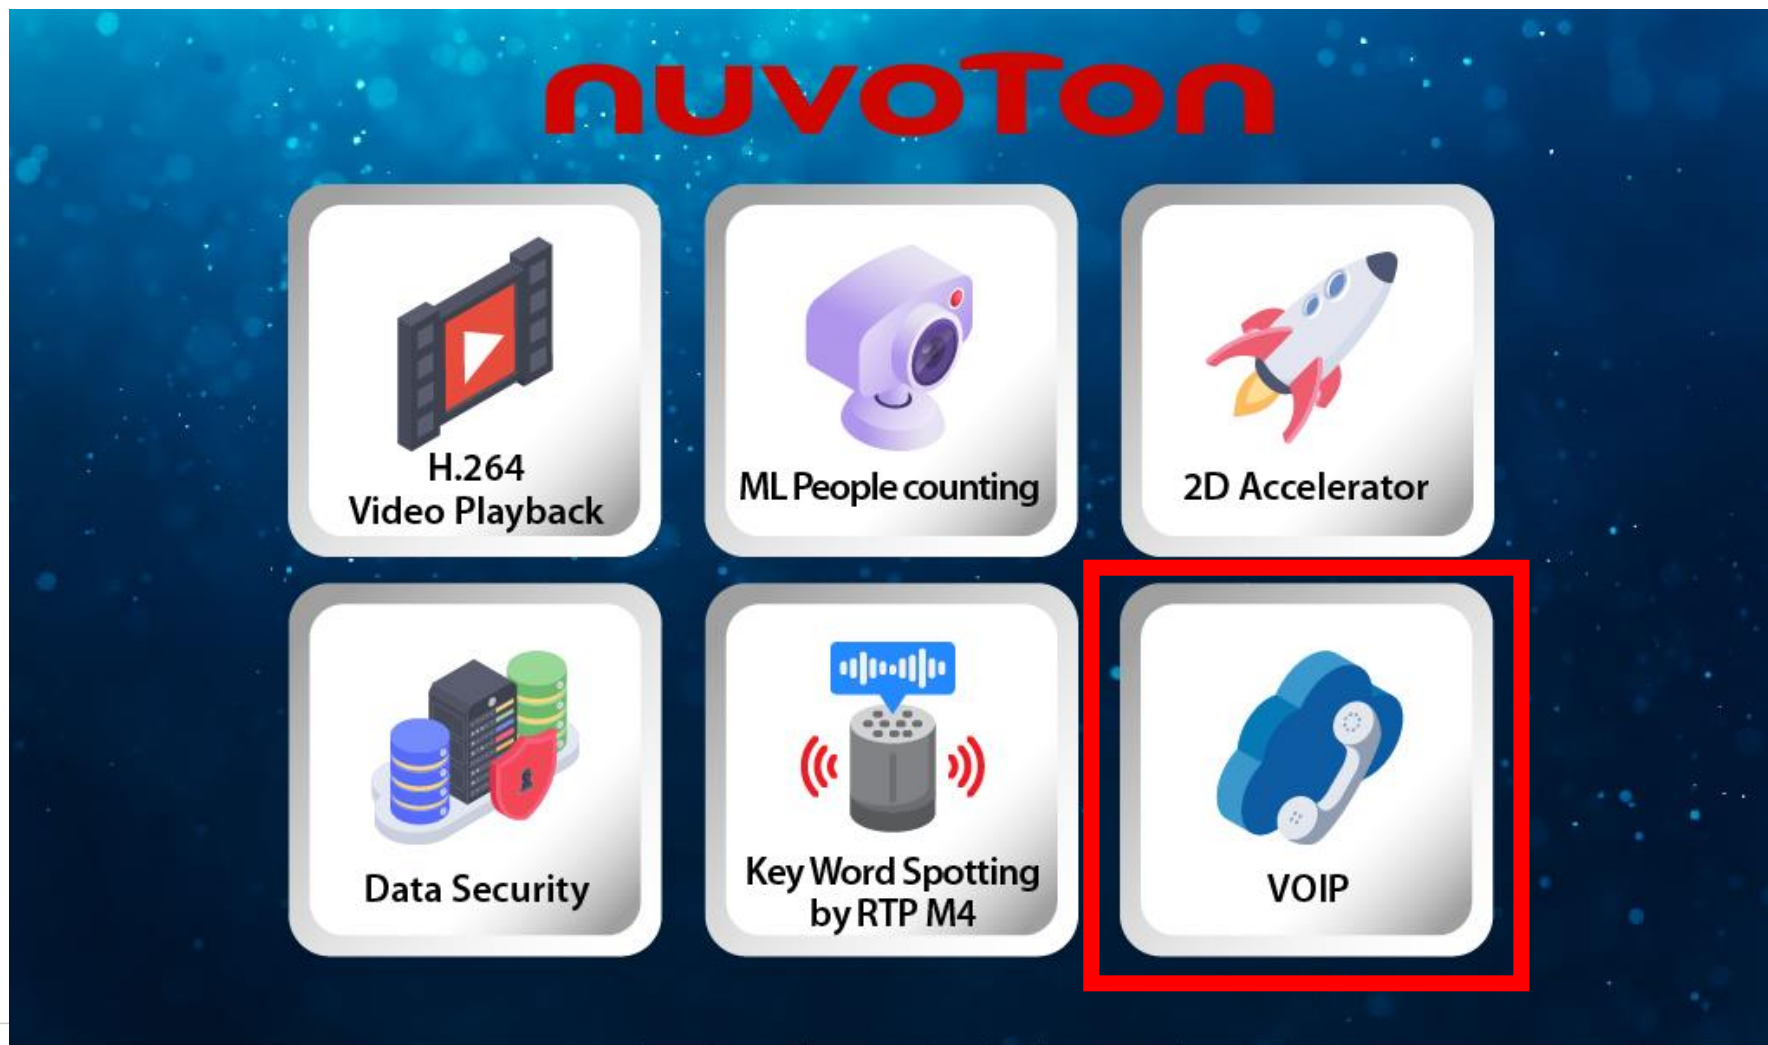 nuvoTon
H.264
Video Playback
ML People counting
2D Accelerator
Data Security
Key Word Spotting
by RTP M4
VOIP